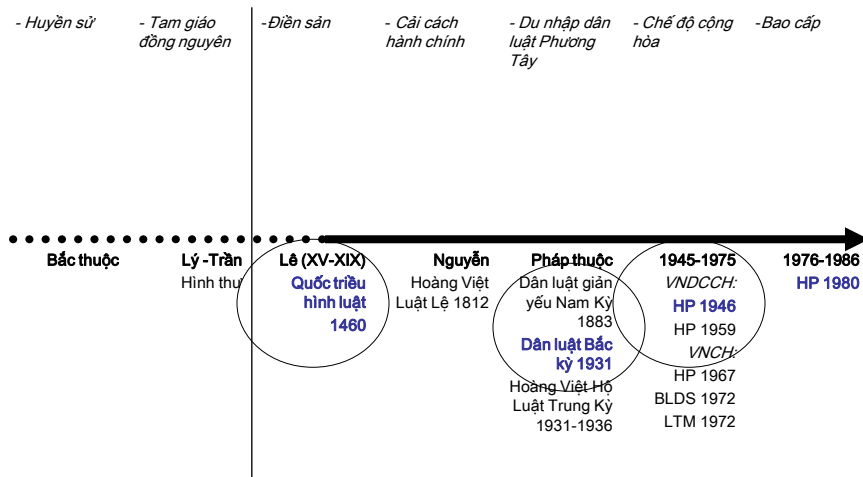 - Huyền sử
- Tam giáo
đồng nguyên
- Điền sản
- Cải cách
hành chính
- Du nhập dân
luật Phương
Tây
- Chế độ cộng
hòa
-Bao cấp
Bắc thuộc
Lý -Trần
Hình thư
Lê (XV-XIX)
Quốc triều
hình luật
1460
Nguyễn
Hoàng Việt
Luật Lệ 1812
Pháp thuộc
Dân luật giản
yếu Nam Kỳ
1883
Dân luật Bắc
kỳ 1931
Hoàng Việt Hộ
Luật Trung Kỳ
1931-1936
1945-1975
VNDCCH:
HP 1946
HP 1959
VNCH:
HP 1967
BLDS 1972
LTM 1972
1976-1986
HP 1980